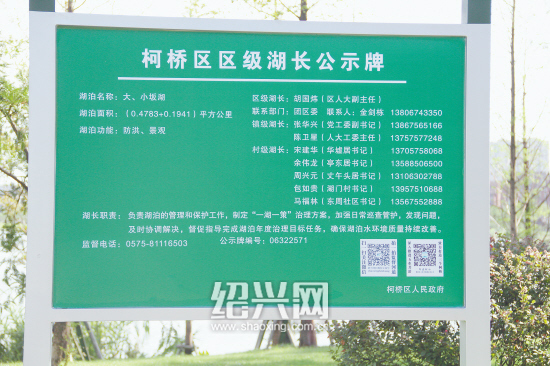 柯桥区区级湖长公示牌
湖泊名称：大、小坂湖
湖泊面积：（0.4783+0.1941）平方公里
湖泊功能：防洪、景观
区级湖长：胡国炜（区人大副主任）
联系部门：团区委 联系人：金剑栋 13806743350
镇级湖长：张华兴（党工委副书记）13867565166
陈卫星（人大工委主任）13757577248
村级湖长：宋建华（华墟居书记）13705758068
余伟龙（亭东居书记）13588506500
周兴元（丈午头居书记）13106302788
包如贵（湖门村书记）13957510688
马福林（东周社区书记）13567552888
湖长职责：负责湖泊的管理和保护工作，制定“一湖一策”治理方案，加强日常巡查管护，发现问题，
及时协调解决，督促指导完成湖泊年度治理目标任务，确保湖泊水环境质量持续改善。
监督电话：0575-81116503 公示牌编号：06322571
柯桥区人民政府
绍兴网
www.shaoxing.com.cn